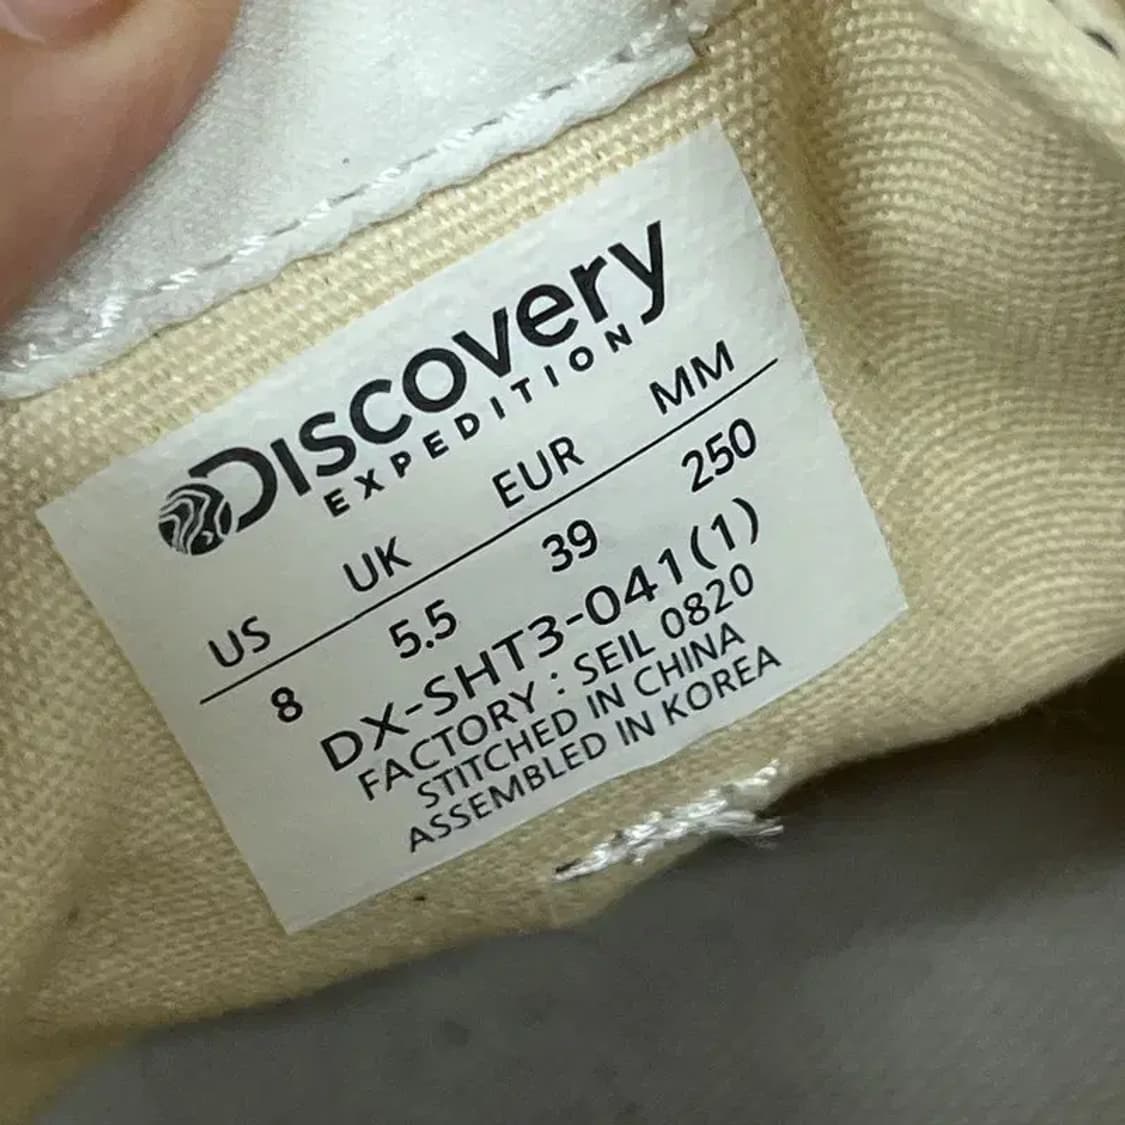 Discovery
EXPEDITION
US UK EUR MM
8 5.5 39 250
DX-SHT3-041(1)
FACTORY : SEIL 0820
STITCHED IN CHINA
ASSEMBLED IN KOREA